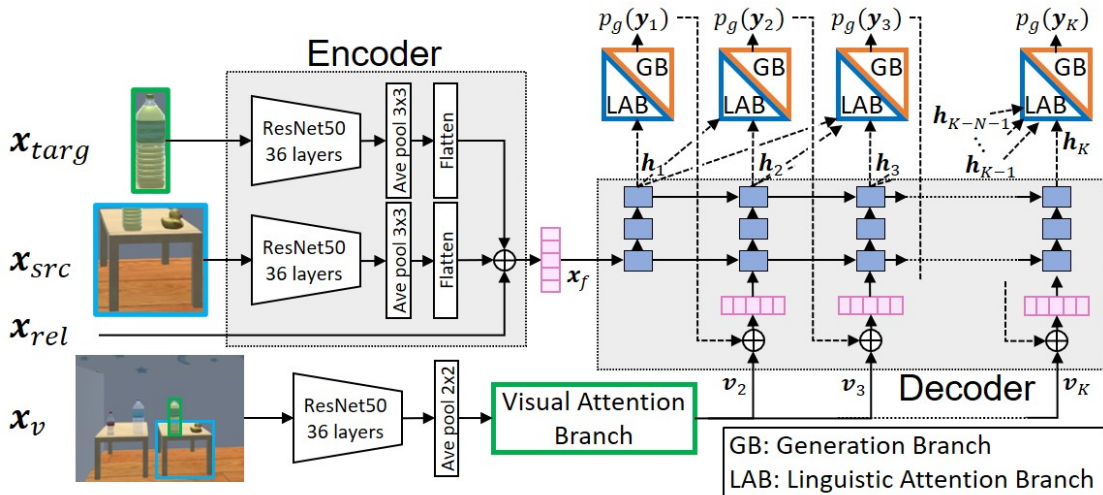 Encoder
x_targ
ResNet50
36 layers
Ave pool 3x3
Flatten
x_src
ResNet50
36 layers
Ave pool 3x3
Flatten
x_rel
x_f
x_v
ResNet50
36 layers
Ave pool 2x2
Visual Attention
Branch
p_g(y_1) p_g(y_2) p_g(y_3) p_g(y_K)
GB GB GB GB
LAB LAB LAB LAB
h_{K-N-1}
h_{K-1}
h_1 h_2 h_3 h_K
v_2 v_3 v_K
Decoder
GB: Generation Branch
LAB: Linguistic Attention Branch